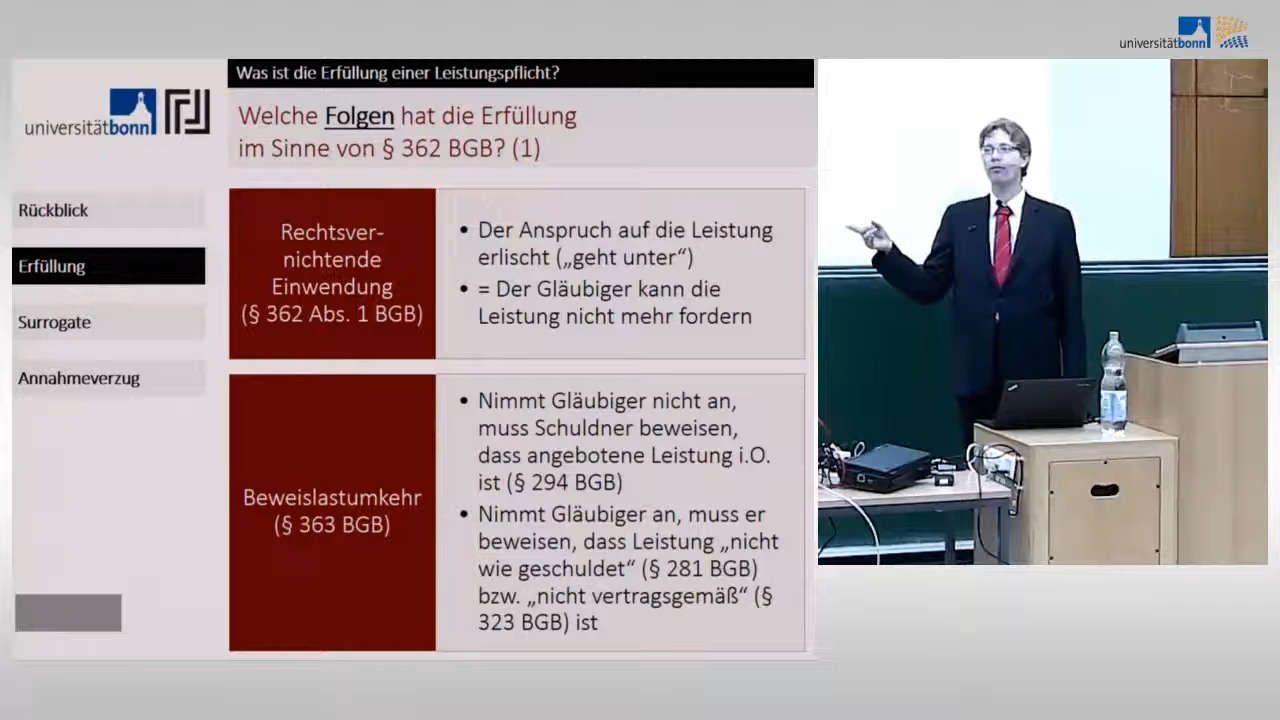 universitätbonn
Was ist die Erfüllung einer Leistungspflicht?
universitätbonn
Welche Folgen hat die Erfüllung
im Sinne von § 362 BGB? (1)
Rückblick
Erfüllung
Surrogate
Annahmeverzug
Rechtsver-
nichtende
Einwendung
(§ 362 Abs. 1 BGB)
• Der Anspruch auf die Leistung
erlischt („geht unter“)
• = Der Gläubiger kann die
Leistung nicht mehr fordern
Beweislastumkehr
(§ 363 BGB)
• Nimmt Gläubiger nicht an,
muss Schuldner beweisen,
dass angebotene Leistung i.O.
ist (§ 294 BGB)
• Nimmt Gläubiger an, muss er
beweisen, dass Leistung „nicht
wie geschuldet“ (§ 281 BGB)
bzw. „nicht vertragsgemäß“ (§
323 BGB) ist